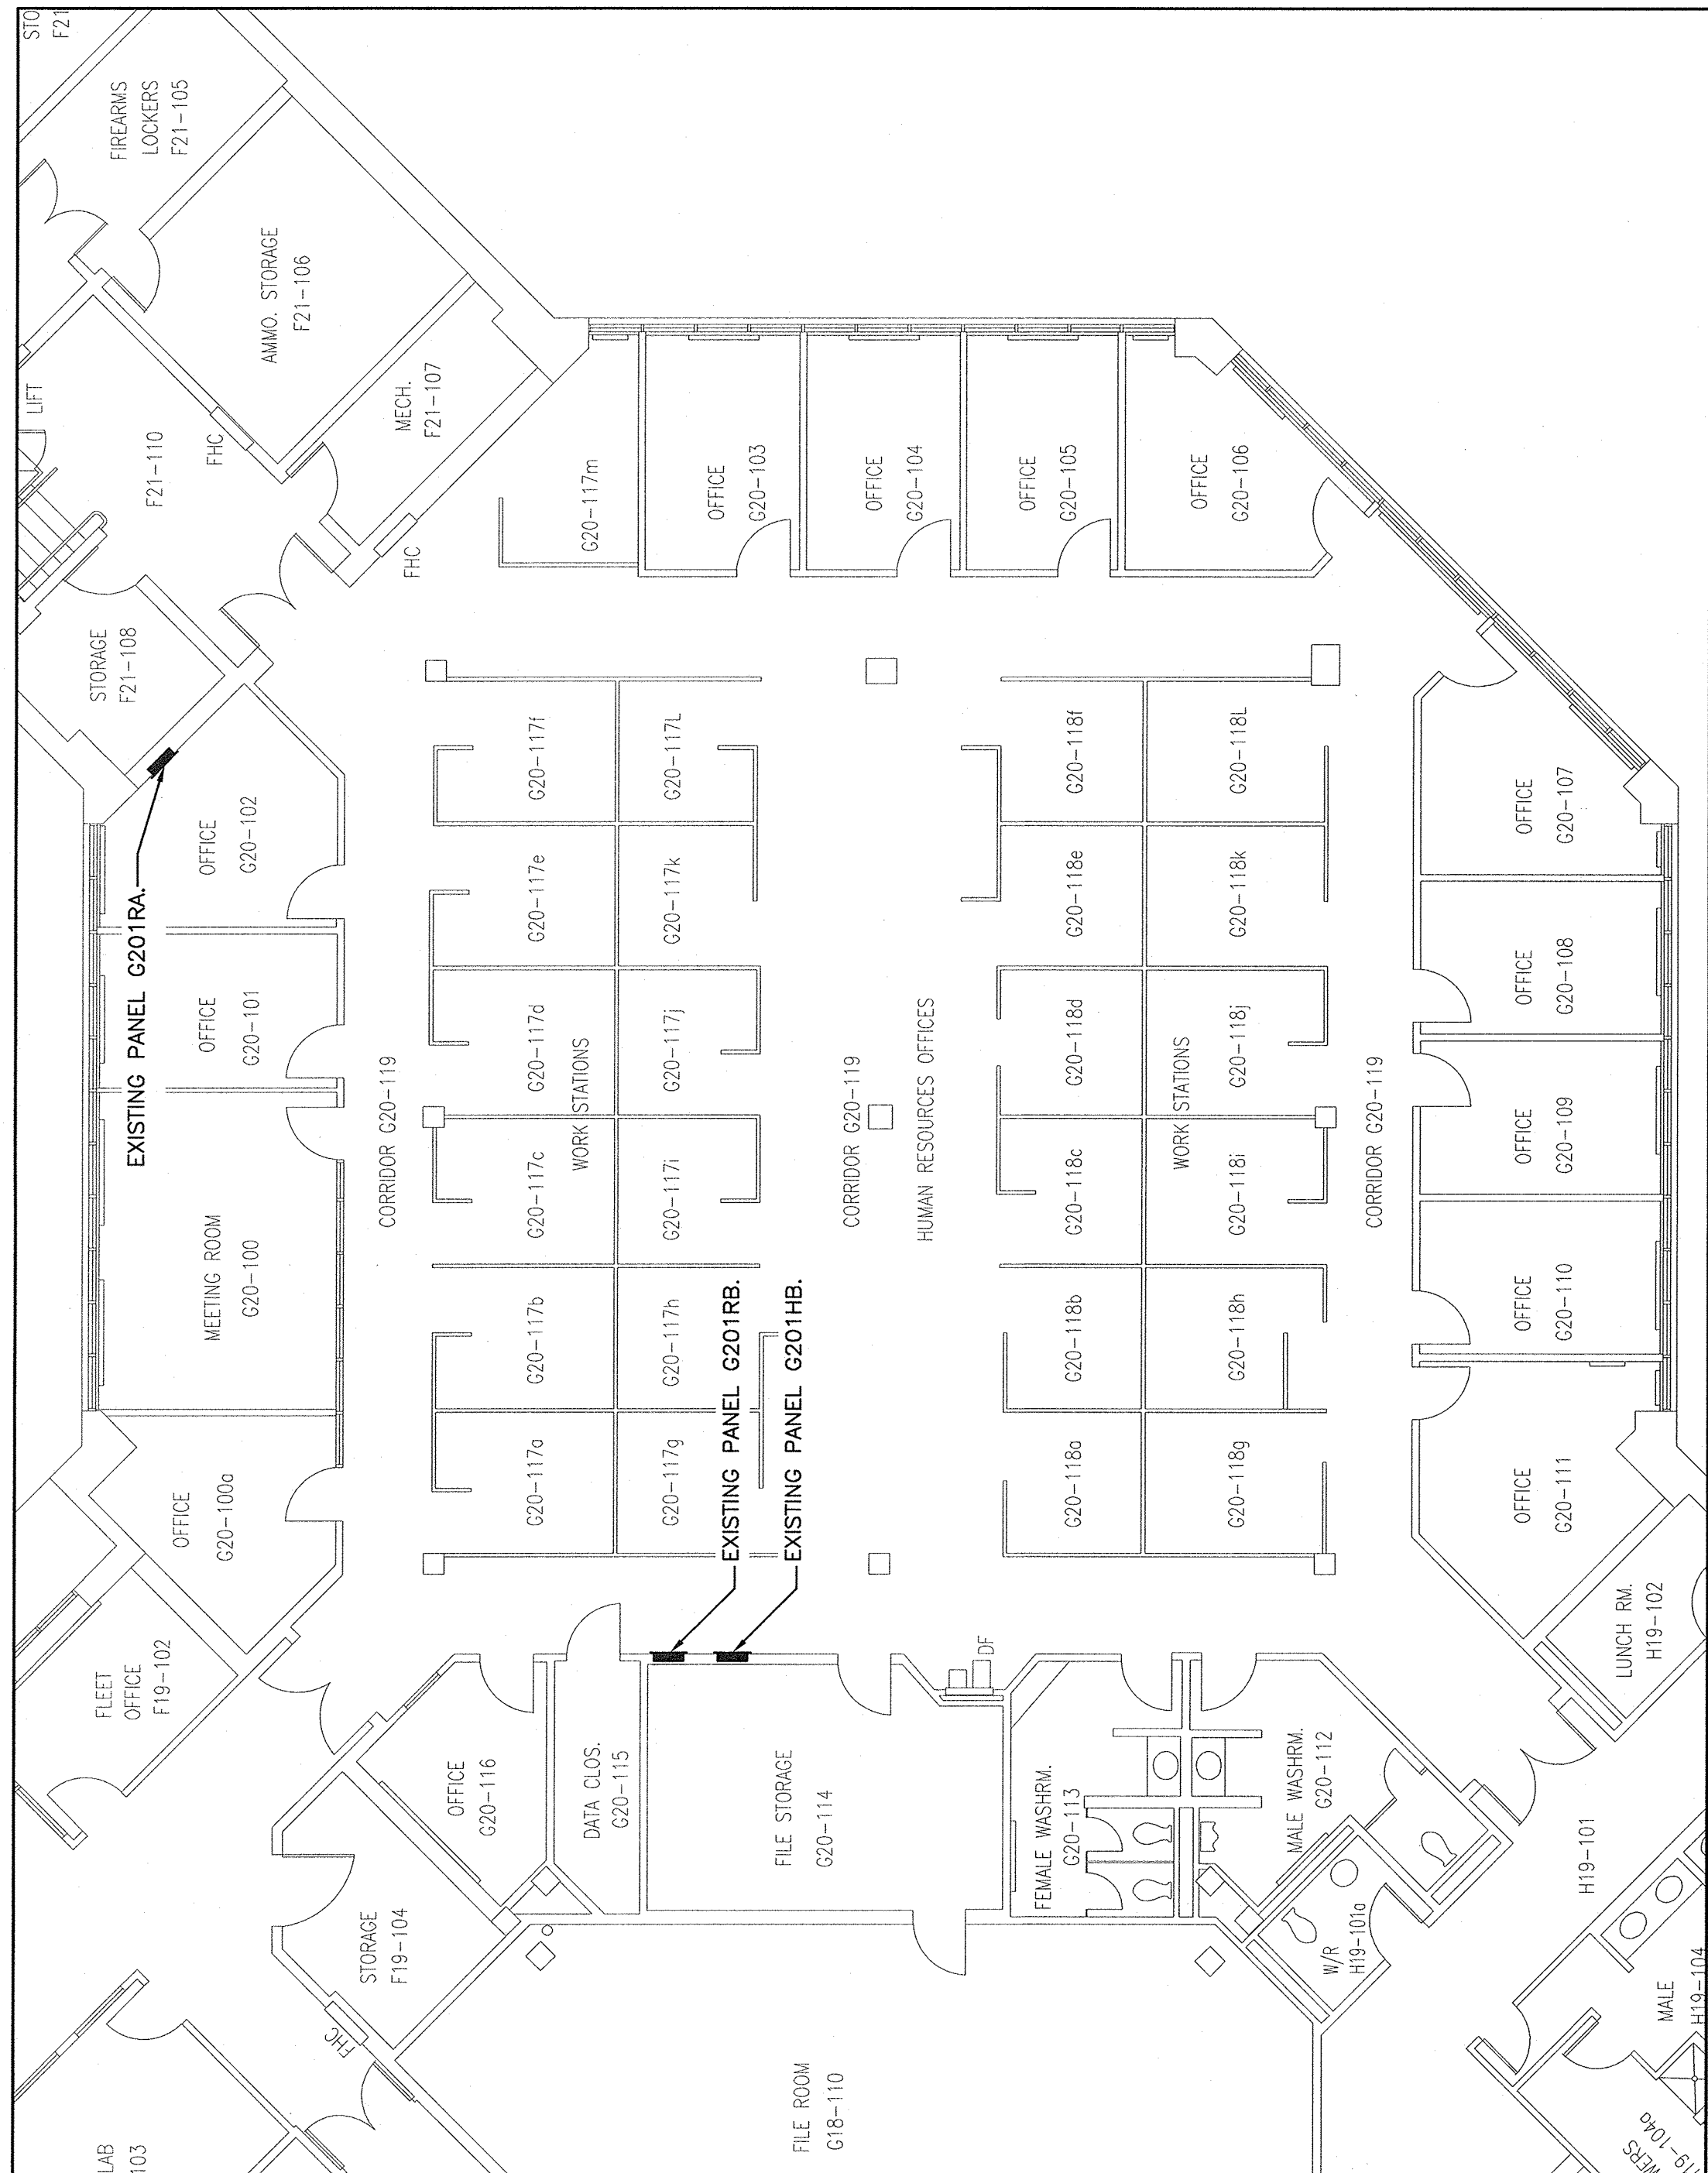 STO
F21
FIREARMS
LOCKERS
F21-105
AMMO. STORAGE
F21-106
LIFT
F21-110
FHC
MECH.
F21-107
FHC
STORAGE
F21-108
G20-117m
OFFICE
G20-103
OFFICE
G20-104
OFFICE
G20-105
OFFICE
G20-106
EXISTING PANEL G201RA.
OFFICE
G20-102
OFFICE
G20-101
MEETING ROOM
G20-100
OFFICE
G20-100a
CORRIDOR G20-119
G20-117f
G20-117L
G20-117e
G20-117k
G20-117d
G20-117j
WORK STATIONS
G20-117c
G20-117i
G20-117b
G20-117h
G20-117a
G20-117g
CORRIDOR G20-119
HUMAN RESOURCES OFFICES
EXISTING PANEL G201RB.
EXISTING PANEL G201HB.
G20-118f
G20-118L
G20-118e
G20-118k
G20-118d
G20-118j
WORK STATIONS
G20-118c
G20-118i
G20-118b
G20-118h
G20-118a
G20-118g
CORRIDOR G20-119
OFFICE
G20-107
OFFICE
G20-108
OFFICE
G20-109
OFFICE
G20-110
OFFICE
G20-111
LUNCH RM.
H19-102
FLEET
OFFICE
F19-102
OFFICE
G20-116
DATA CLOS.
G20-115
FILE STORAGE
G20-114
DF
FEMALE WASHRM.
G20-113
MALE WASHRM.
G20-112
STORAGE
F19-104
FHC
W/R
H19-101a
H19-101
MALE
H19-104
WERS
19-104a
FILE ROOM
G18-110
LAB
103